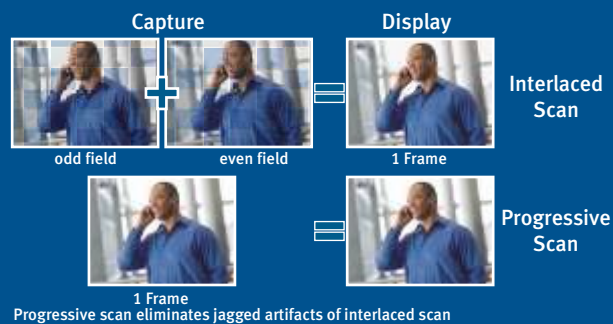 Capture
Display
odd field
even field
1 Frame
Interlaced
Scan
1 Frame
Progressive
Scan
Progressive scan eliminates jagged artifacts of interlaced scan